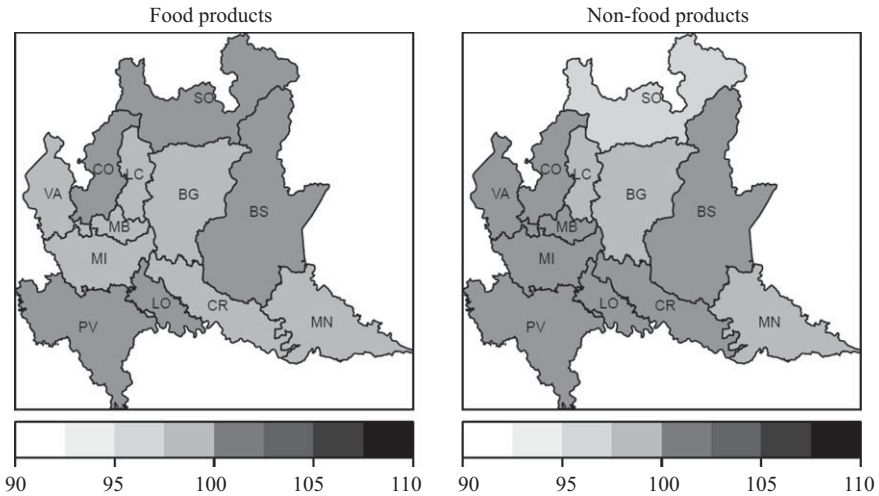 Food products
Non-food products
SO
CO
LC
VA
BG
BS
MB
MI
LO
CR
PV
MN
SO
CO
LC
VA
BG
BS
MB
MI
LO
CR
PV
MN
90 95 100 105 110
90 95 100 105 110